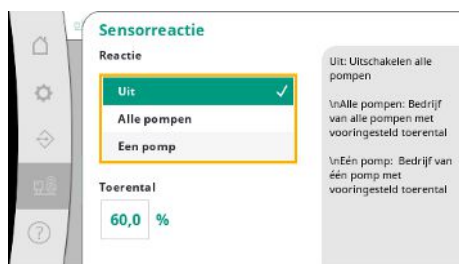 Sensorreactie
Reactie
Uit
Alle pompen
Een pomp
Toerental
60,0 %
Uit: Uitschakelen alle
pompen
\nAlle pompen: Bedrijf
van alle pompen met
vooringesteld toerental
\nEén pomp: Bedrijf van
één pomp met
vooringesteld toerental